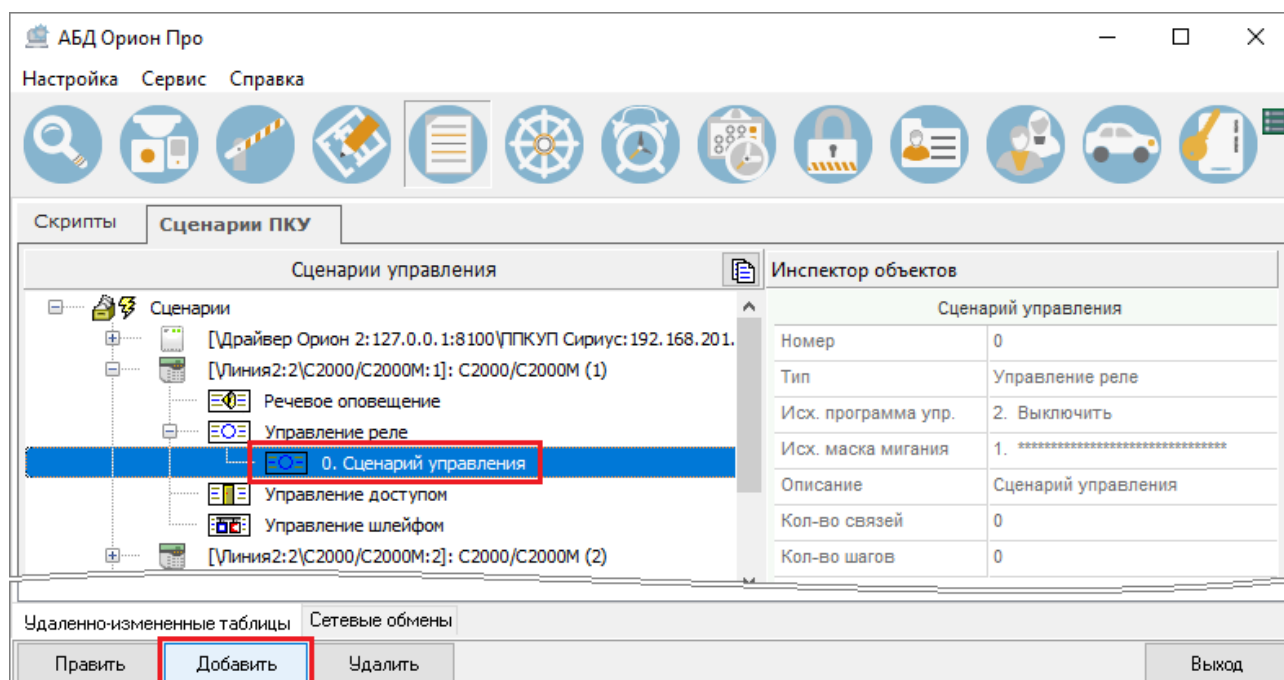 АБД Орион Про
Настройка Сервис Справка
Скрипты Сценарии ПКУ
Сценарии управления
Инспектор объектов
Сценарии
Сценарий управления
[\Драйвер Орион 2:127.0.0.1:8100\ППКУП Сириус:192.168.201.
Номер 0
[\Линия2:2\С2000/С2000М:1]: С2000/С2000М (1)
Тип Управление реле
Речевое оповещение
Исх. программа упр. 2. Выключить
Управление реле
Исх. маска мигания 1. ********************************
0. Сценарий управления
Описание Сценарий управления
Управление доступом
Кол-во связей 0
Управление шлейфом
Кол-во шагов 0
[\Линия2:2\С2000/С2000М:2]: С2000/С2000М (2)
Удаленно-измененные таблицы Сетевые обмены
Править Добавить Удалить Выход